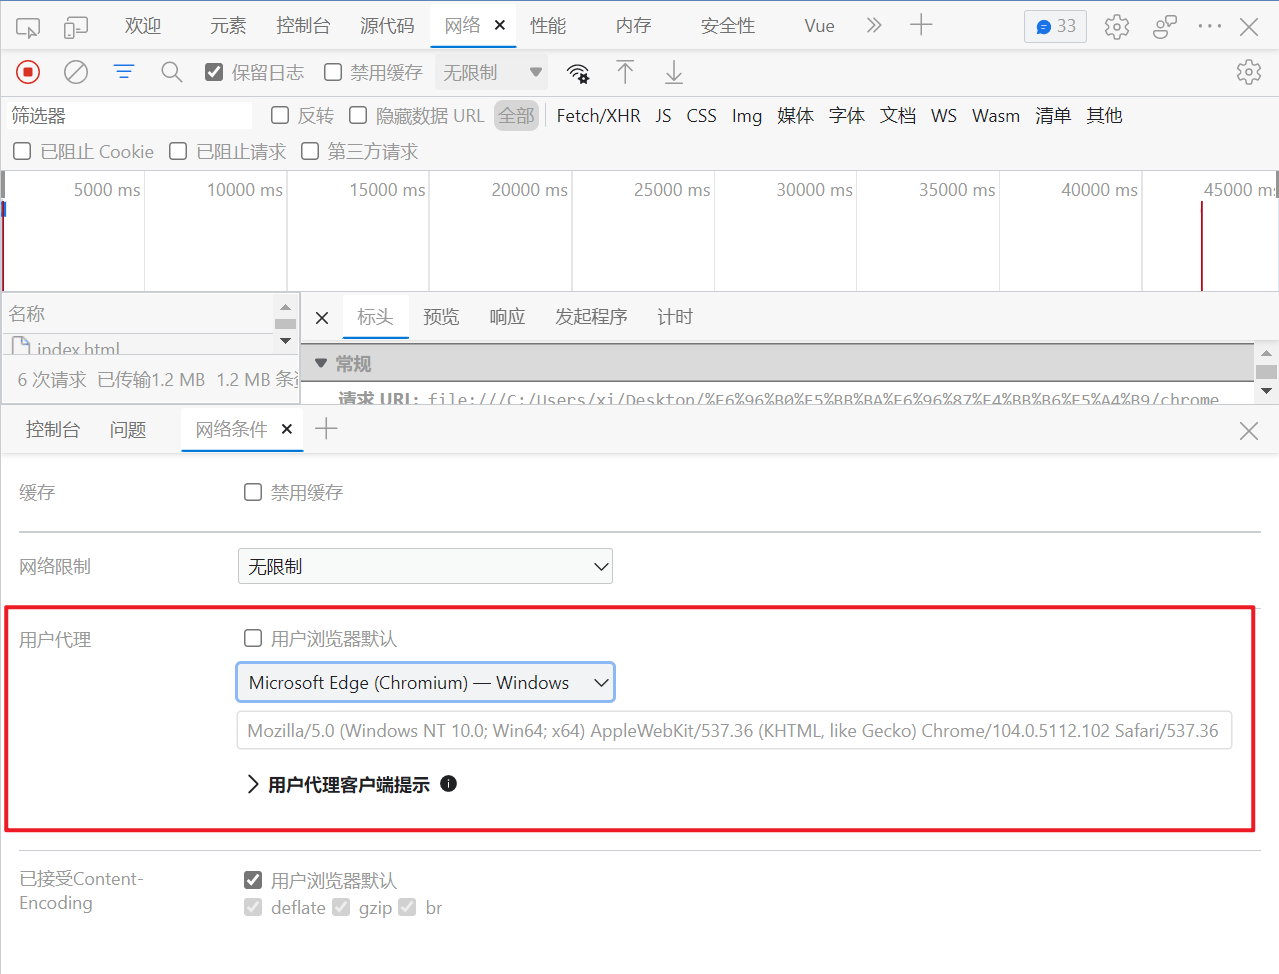 欢迎 元素 控制台 源代码 网络 性能 内存 安全性 Vue 33
保留日志 禁用缓存 无限制
筛选器 反转 隐藏数据 URL 全部 Fetch/XHR JS CSS Img 媒体 字体 文档 WS Wasm 清单 其他
已阻止 Cookie 已阻止请求 第三方请求
5000 ms 10000 ms 15000 ms 20000 ms 25000 ms 30000 ms 35000 ms 40000 ms 45000
名称 标头 预览 响应 发起程序 计时
index.html
常规
6 次请求 已传输1.2 MB 1.2 MB 条
请求 URL: file:///C:/Users/xi/Desktop/%E6%96%B0%E5%BB%BA%E6%96%87%E4%BB%B6%E5%A4%B9/chrome
控制台 问题 网络条件
缓存 禁用缓存
网络限制 无限制
用户代理 用户浏览器默认
Microsoft Edge (Chromium) — Windows
Mozilla/5.0 (Windows NT 10.0; Win64; x64) AppleWebKit/537.36 (KHTML, like Gecko) Chrome/104.0.5112.102 Safari/537.36
用户代理客户端提示
已接受Content-
Encoding
用户浏览器默认
deflate gzip br